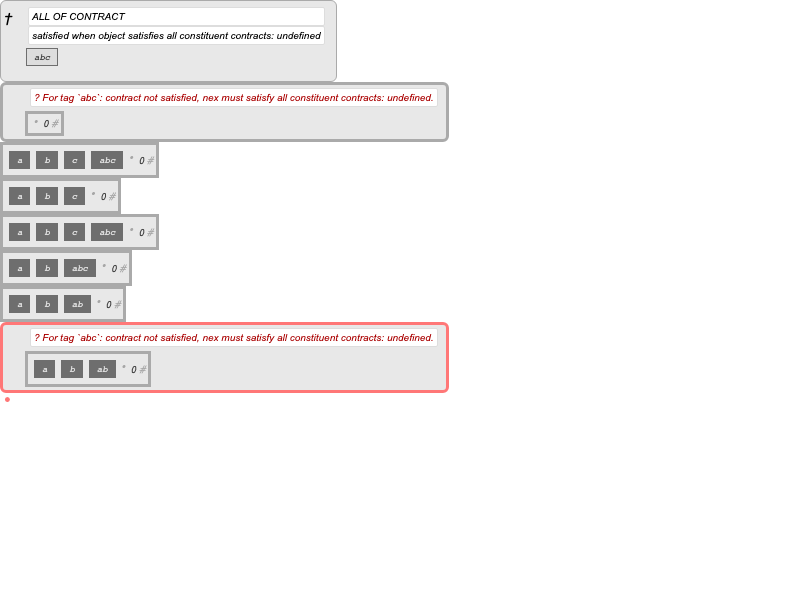 † ALL OF CONTRACT
satisfied when object satisfies all constituent contracts: undefined
abc
? For tag `abc`: contract not satisfied, nex must satisfy all constituent contracts: undefined.
* 0 #
a b c abc * 0 #
a b c * 0 #
a b c abc * 0 #
a b abc * 0 #
a b ab * 0 #
? For tag `abc`: contract not satisfied, nex must satisfy all constituent contracts: undefined.
a b ab * 0 #